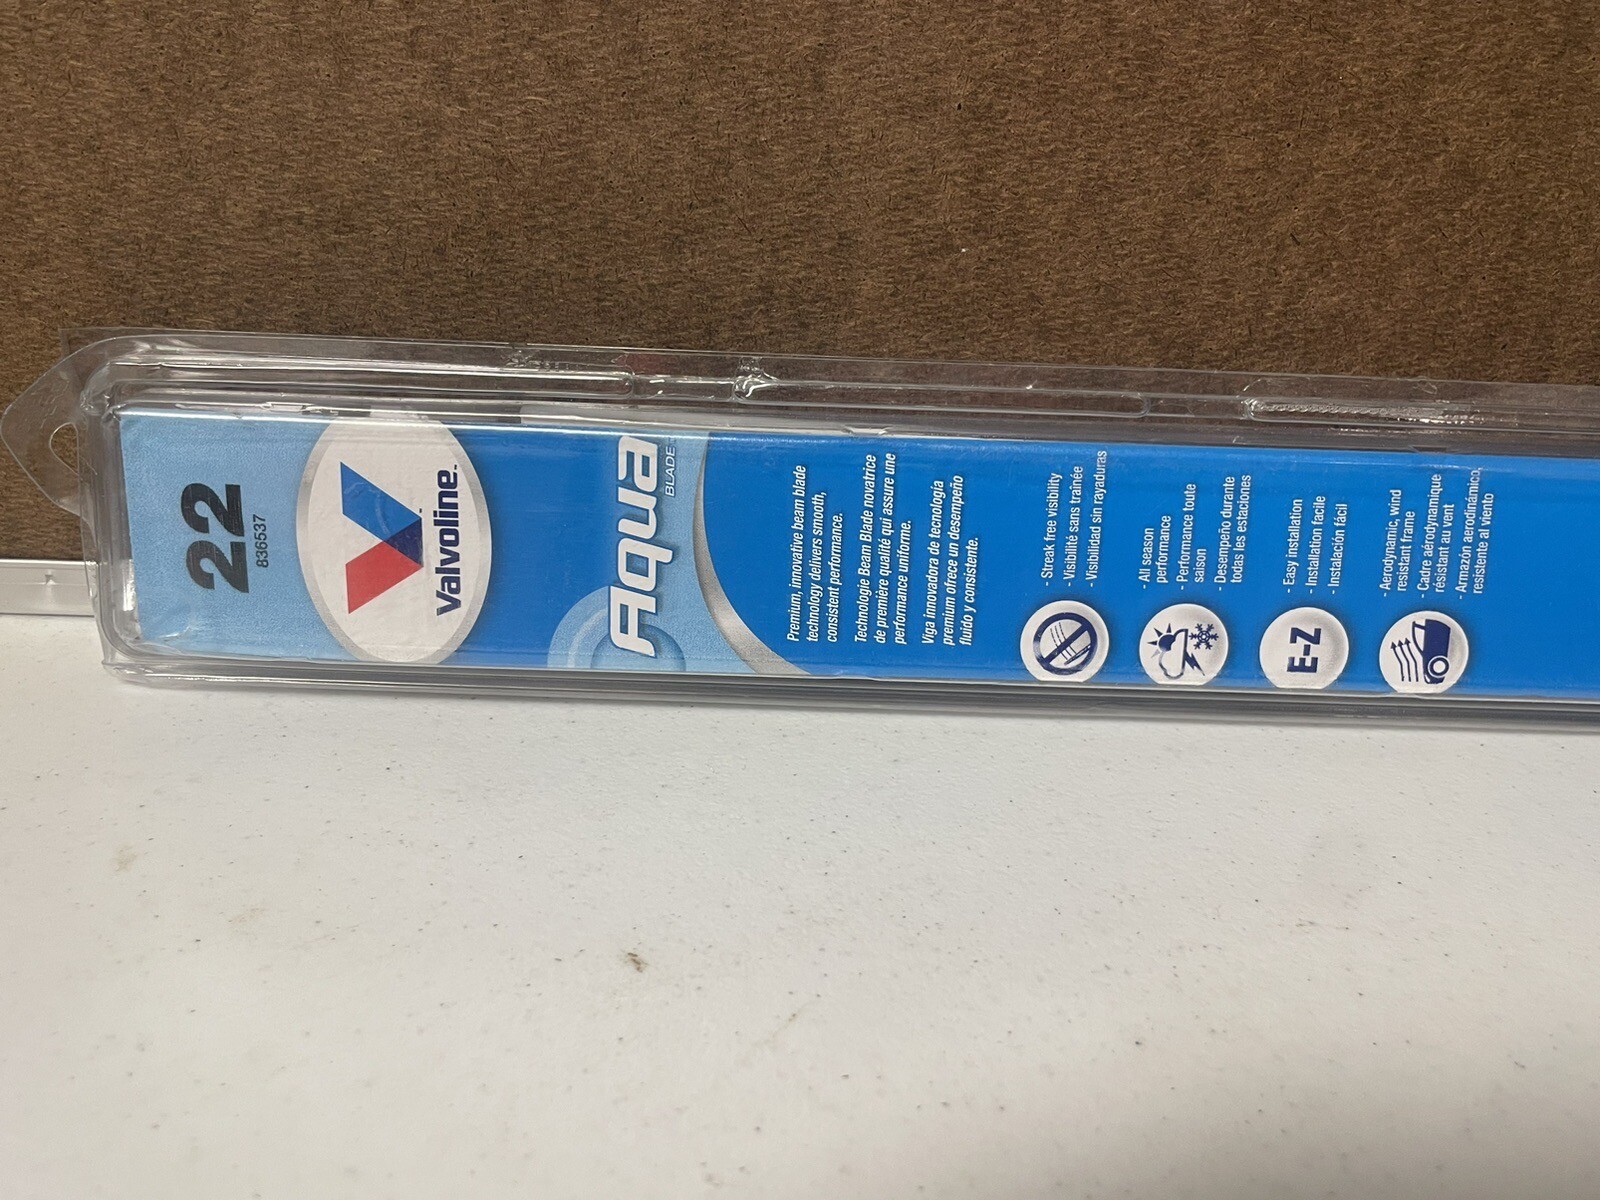 22
836537
Valvoline™
Aqua
BLADE
Premium, innovative beam blade
technology delivers smooth,
consistent performance.
Technologie Beam Blade novatrice
de première qualité qui assure une
performance uniforme.
Viga innovadora de tecnología
premium ofrece un desempeño
fluido y consistente.
- Streak free visibility
- Visibilité sans traînée
- Visibilidad sin rayaduras
- All season
performance
- Performance toute
saison
- Desempeño durante
todas les estaciones
E-Z
- Easy installation
- Installation facile
- Instalación fácil
- Aerodynamic, wind
resistant frame
- Cadre aérodynamique
résistant au vent
- Armazón aerodinámico,
resistente al viento